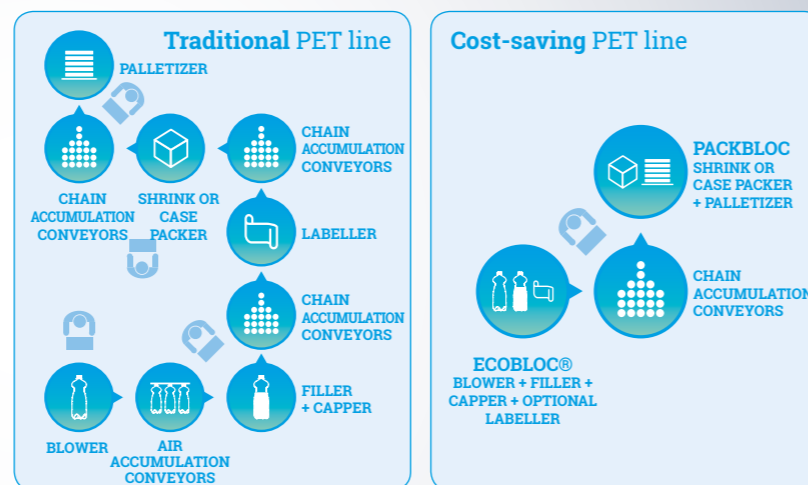 Traditional PET line
PALLETIZER
CHAIN
ACCUMULATION
CONVEYORS
SHRINK OR
CASE
PACKER
CHAIN
ACCUMULATION
CONVEYORS
LABELLER
CHAIN
ACCUMULATION
CONVEYORS
FILLER
+ CAPPER
BLOWER
AIR
ACCUMULATION
CONVEYORS
Cost-saving PET line
PACKBLOC
SHRINK OR
CASE PACKER
+ PALLETIZER
CHAIN
ACCUMULATION
CONVEYORS
ECOBLOC®
BLOWER + FILLER +
CAPPER + OPTIONAL
LABELLER